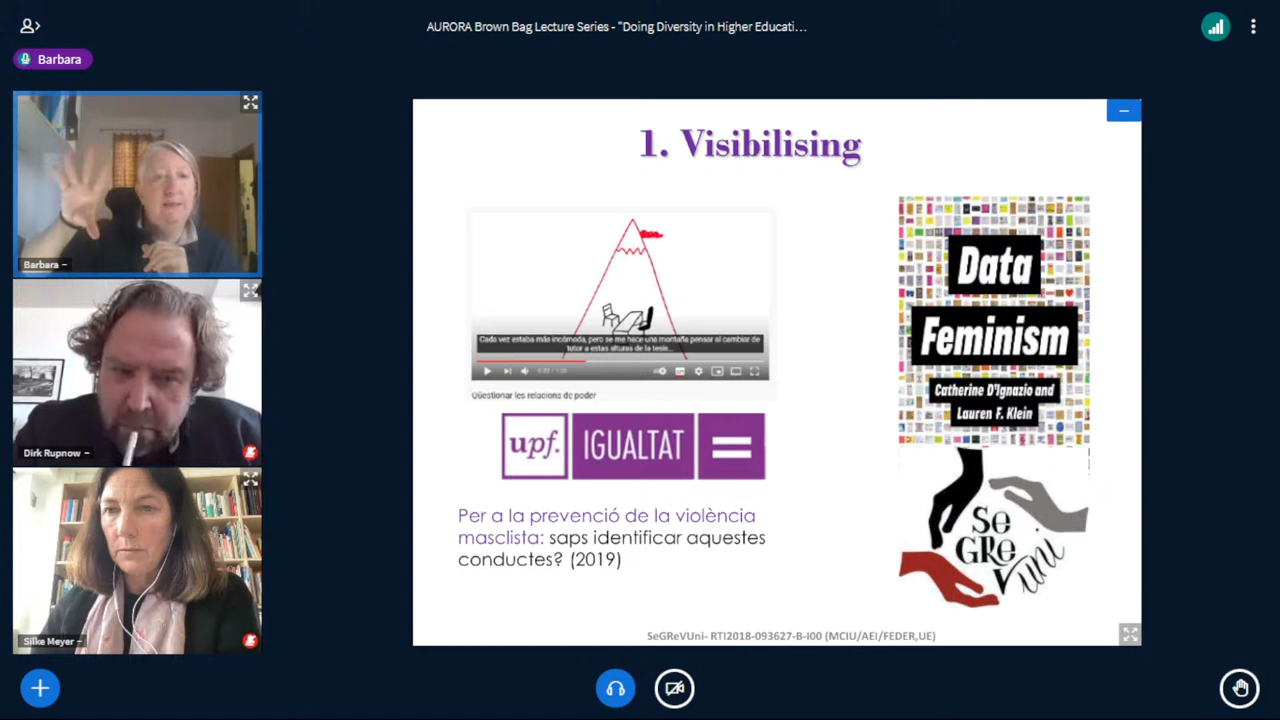 AURORA Brown Bag Lecture Series - "Doing Diversity in Higher Educati...
Barbara
Barbara
Dirk Rupnow
Silke Meyer
1. Visibilising
Cada vez estaba más incómoda, pero se me hace una montaña pensar al cambiar de
tutor a estas alturas de la tesis...
Qüestionar les relacions de poder
upf. IGUALTAT =
Per a la prevenció de la violència
masclista: saps identificar aquestes
conductes? (2019)
Data
Feminism
Catherine D'Ignazio and
Lauren F. Klein
Se
GRe
Vuni
SeGReVUni- RTI2018-093627-B-I00 (MCIU/AEI/FEDER,UE)